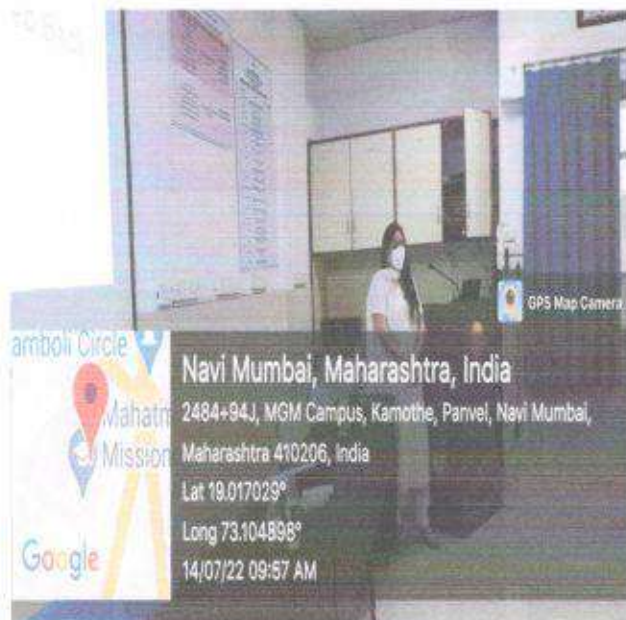 GPS Map Camera
amboli Circle
Mahatm
Mission
Google
Navi Mumbai, Maharashtra, India
2484+94J, MGM Campus, Kamothe, Panvel, Navi Mumbai,
Maharashtra 410206, India
Lat 19.017029°
Long 73.104898°
14/07/22 09:57 AM